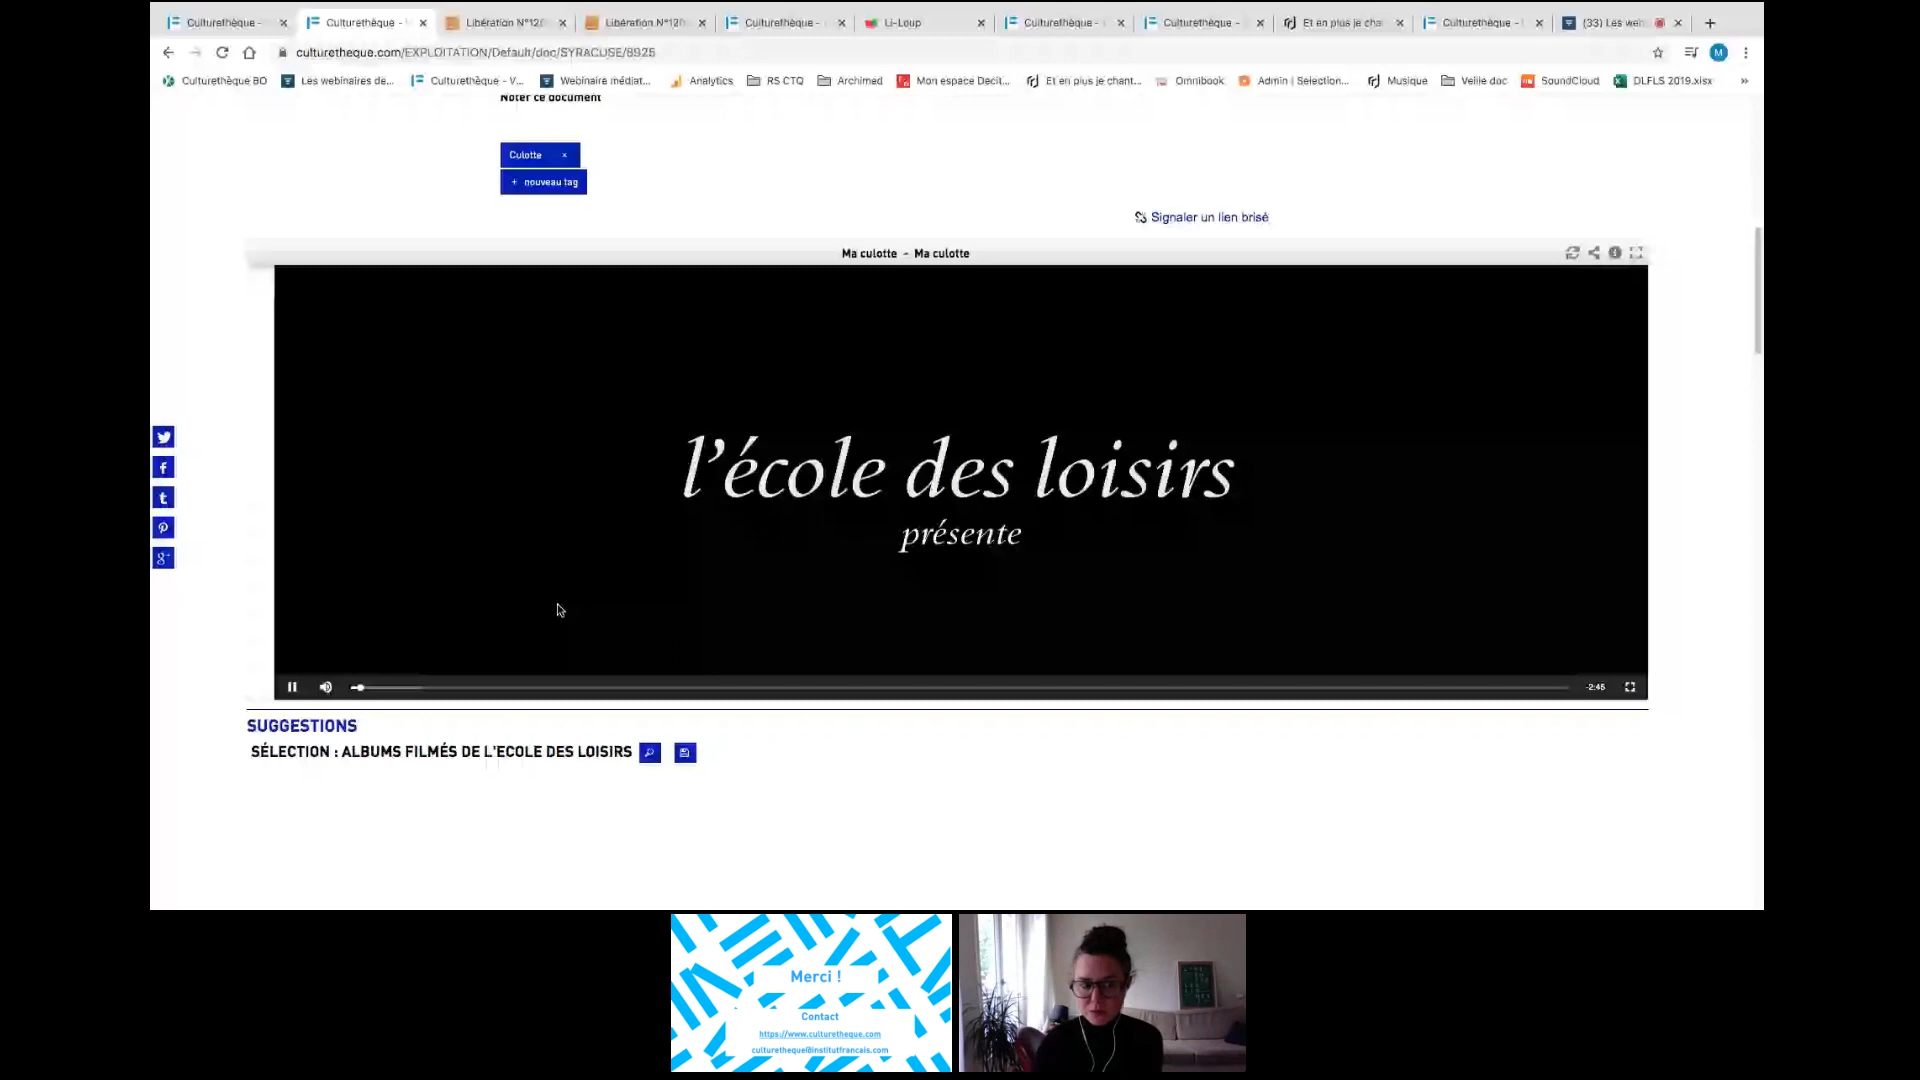 Culturethèque - Culturethèque - Libération N°12 Libération N°12 Culturethèque - Li-Loup Culturethèque - Culturethèque - Et en plus je cha Culturethèque - (33) Les web
culturetheque.com/EXPLOITATION/Default/doc/SYRACUSE/8925
Culturethèque BO Les webinaires de... Culturethèque - V... Webinaire médiat... Analytics RS CTQ Archimed Mon espace Decit... Et en plus je chant... Omnibook Admin | Selection... Musique Veille doc SoundCloud DLFLS 2019.xlsx »
Noter ce document
Culotte ×
+ nouveau tag
Signaler un lien brisé
Ma culotte - Ma culotte
l'école des loisirs
présente
-2:45
SUGGESTIONS
SÉLECTION : ALBUMS FILMÉS DE L'ECOLE DES LOISIRS
Merci !
Contact
https://www.culturetheque.com
culturetheque@institutfrancais.com